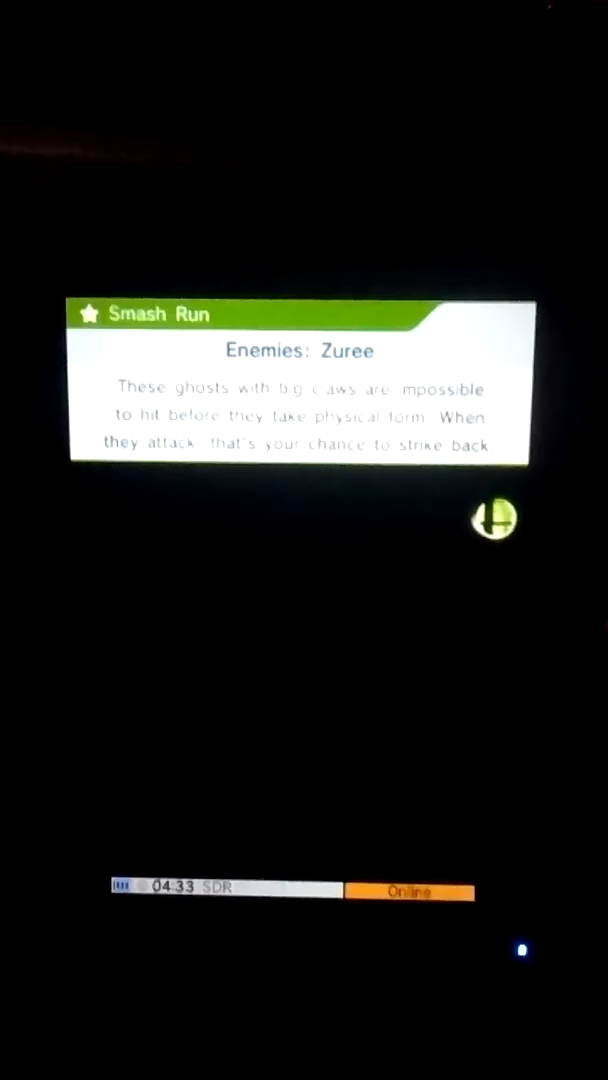 Smash Run
Enemies: Zuree
These ghosts with big claws are impossible
to hit before they take physical form. When
they attack, that's your chance to strike back.
04:33 SDR
Online